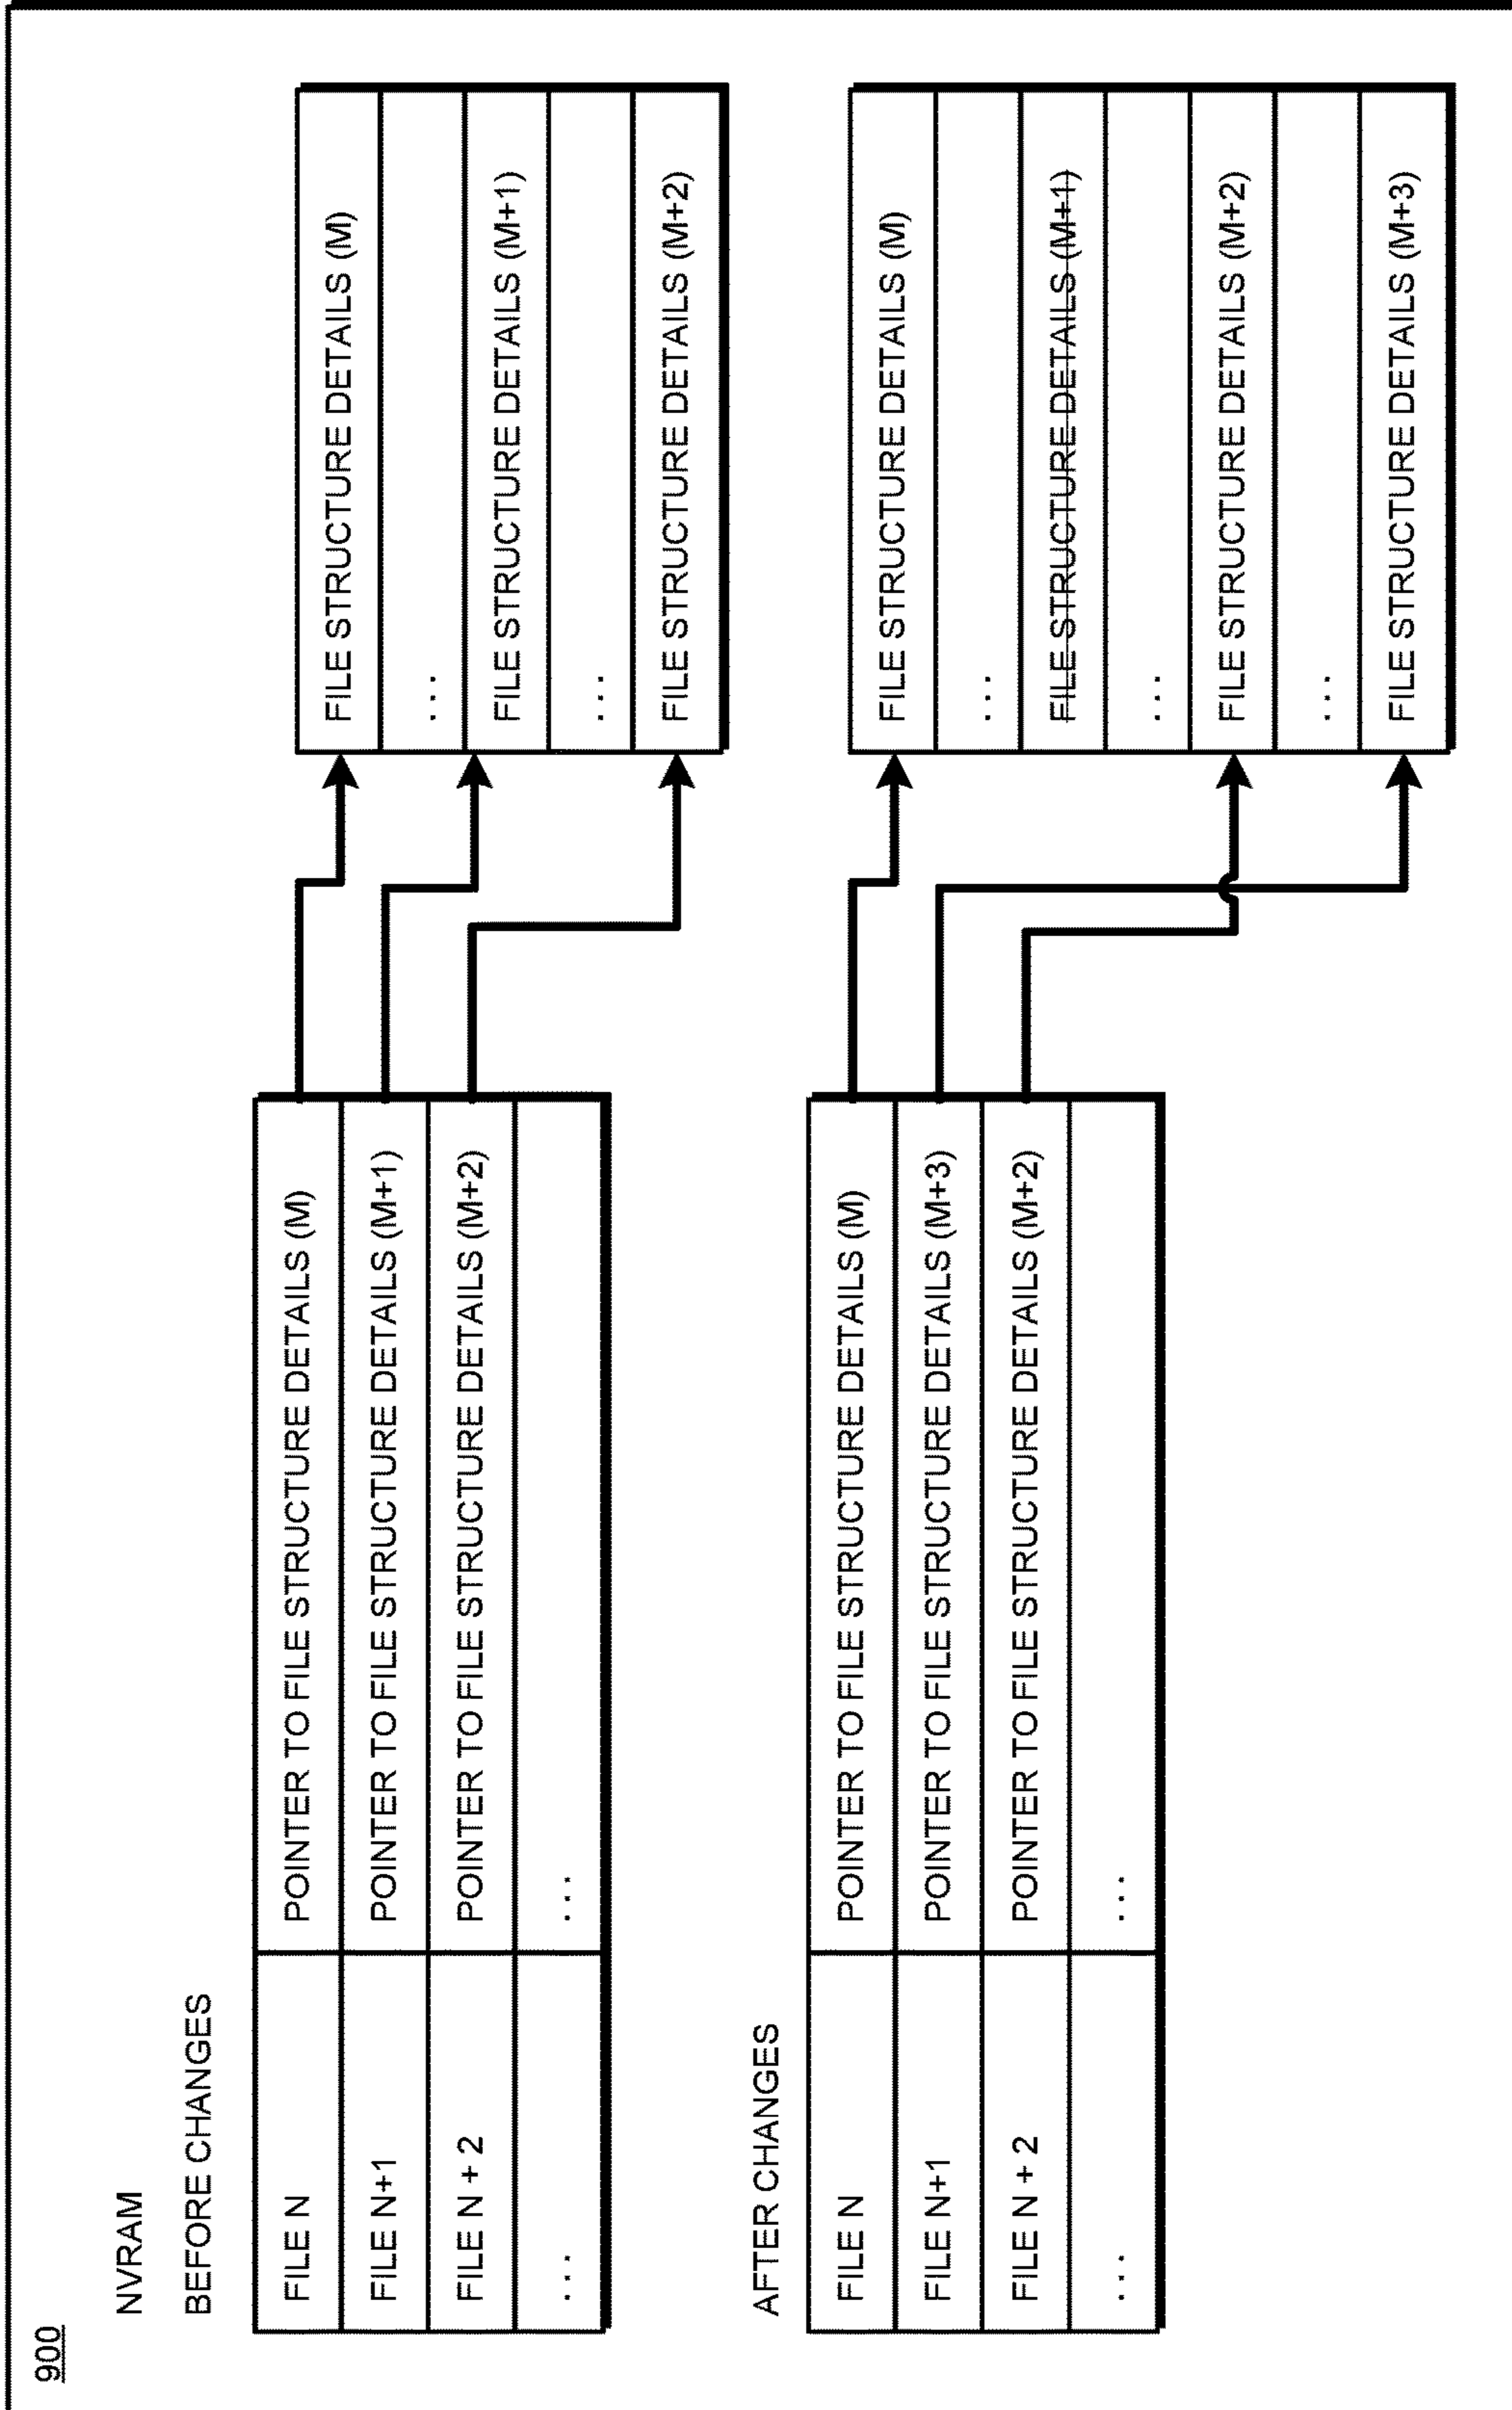 900
NVRAM
BEFORE CHANGES
FILE N POINTER TO FILE STRUCTURE DETAILS (M)
FILE N+1 POINTER TO FILE STRUCTURE DETAILS (M+1)
FILE N + 2 POINTER TO FILE STRUCTURE DETAILS (M+2)
... ...
FILE STRUCTURE DETAILS (M)
...
FILE STRUCTURE DETAILS (M+1)
...
FILE STRUCTURE DETAILS (M+2)
AFTER CHANGES
FILE N POINTER TO FILE STRUCTURE DETAILS (M)
FILE N+1 POINTER TO FILE STRUCTURE DETAILS (M+3)
FILE N + 2 POINTER TO FILE STRUCTURE DETAILS (M+2)
... ...
FILE STRUCTURE DETAILS (M)
...
FILE STRUCTURE DETAILS (M+1)
...
FILE STRUCTURE DETAILS (M+2)
...
FILE STRUCTURE DETAILS (M+3)